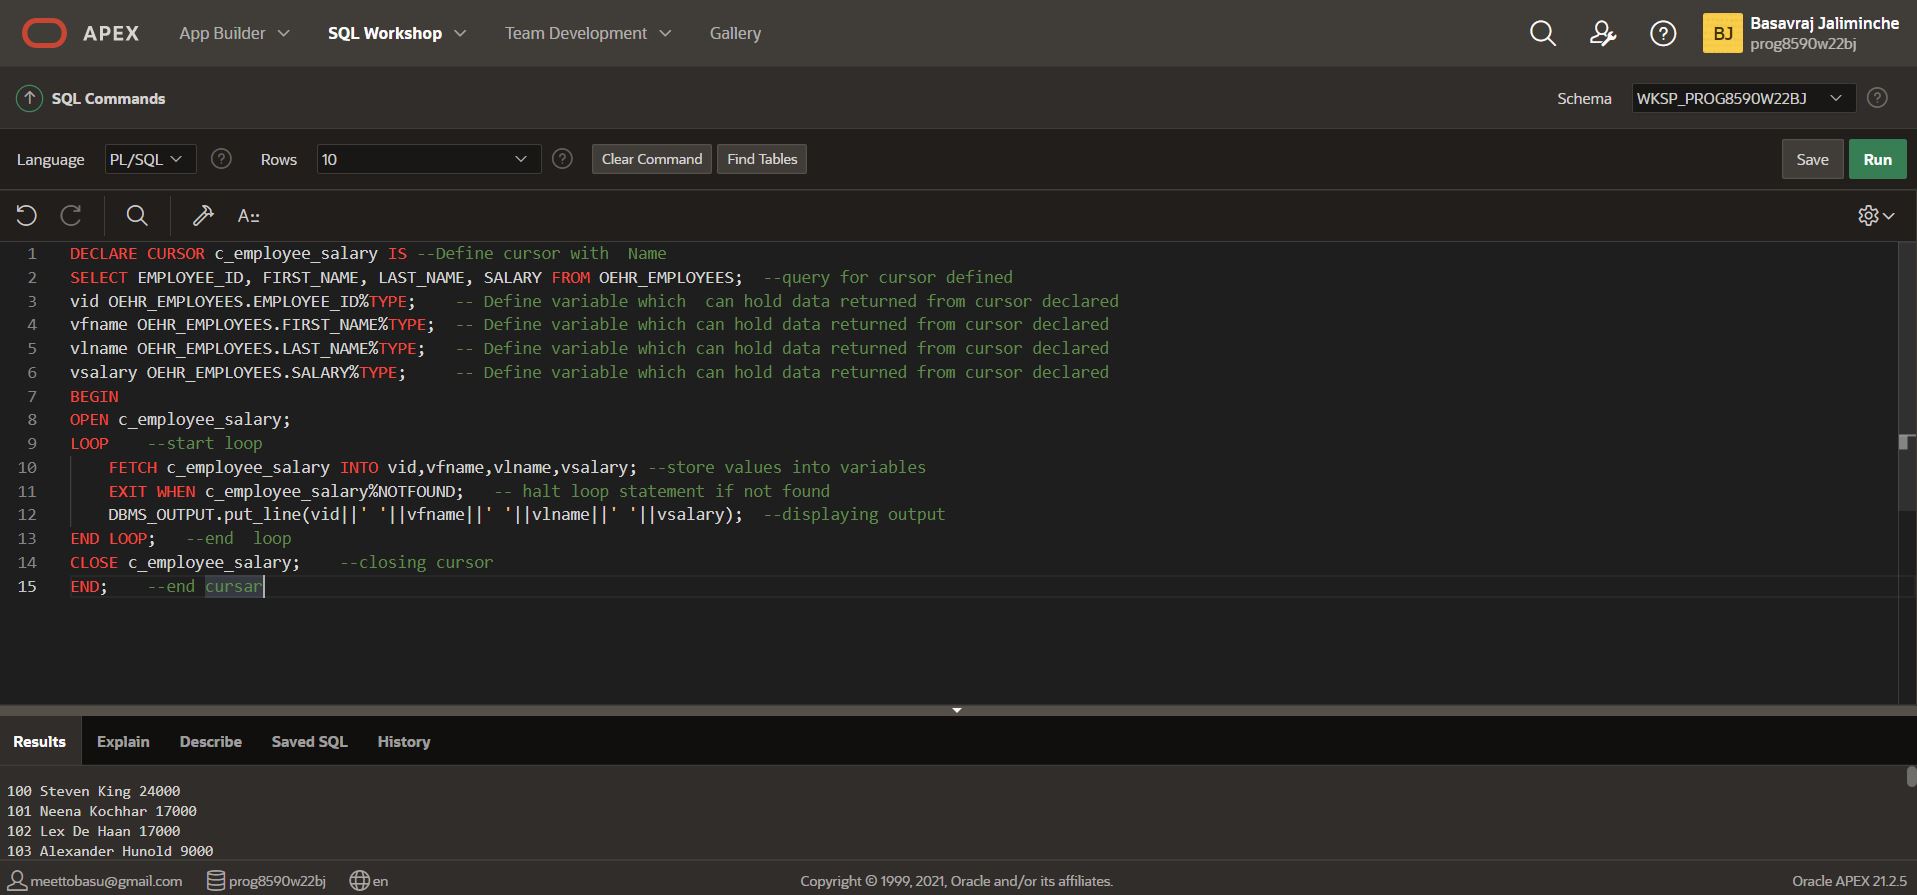 APEX App Builder SQL Workshop Team Development Gallery BJ Basavraj Jaliminche
prog8590w22bj
SQL Commands Schema WKSP_PROG8590W22BJ ?
Language PL/SQL ? Rows 10 ? Clear Command Find Tables Save Run
A::
1 DECLARE CURSOR c_employee_salary IS --Define cursor with  Name
2 SELECT EMPLOYEE_ID, FIRST_NAME, LAST_NAME, SALARY FROM OEHR_EMPLOYEES;  --query for cursor defined
3 vid OEHR_EMPLOYEES.EMPLOYEE_ID%TYPE;    -- Define variable which  can hold data returned from cursor declared
4 vfname OEHR_EMPLOYEES.FIRST_NAME%TYPE;  -- Define variable which can hold data returned from cursor declared
5 vlname OEHR_EMPLOYEES.LAST_NAME%TYPE;   -- Define variable which can hold data returned from cursor declared
6 vsalary OEHR_EMPLOYEES.SALARY%TYPE;     -- Define variable which can hold data returned from cursor declared
7 BEGIN
8 OPEN c_employee_salary;
9 LOOP    --start loop
10     FETCH c_employee_salary INTO vid,vfname,vlname,vsalary; --store values into variables
11     EXIT WHEN c_employee_salary%NOTFOUND;   -- halt loop statement if not found
12     DBMS_OUTPUT.put_line(vid||' '||vfname||' '||vlname||' '||vsalary);  --displaying output
13 END LOOP;   --end  loop
14 CLOSE c_employee_salary;    --closing cursor
15 END;    --end cursar
Results Explain Describe Saved SQL History
100 Steven King 24000
101 Neena Kochhar 17000
102 Lex De Haan 17000
103 Alexander Hunold 9000
meettobasu@gmail.com prog8590w22bj en Copyright © 1999, 2021, Oracle and/or its affiliates. Oracle APEX 21.2.5